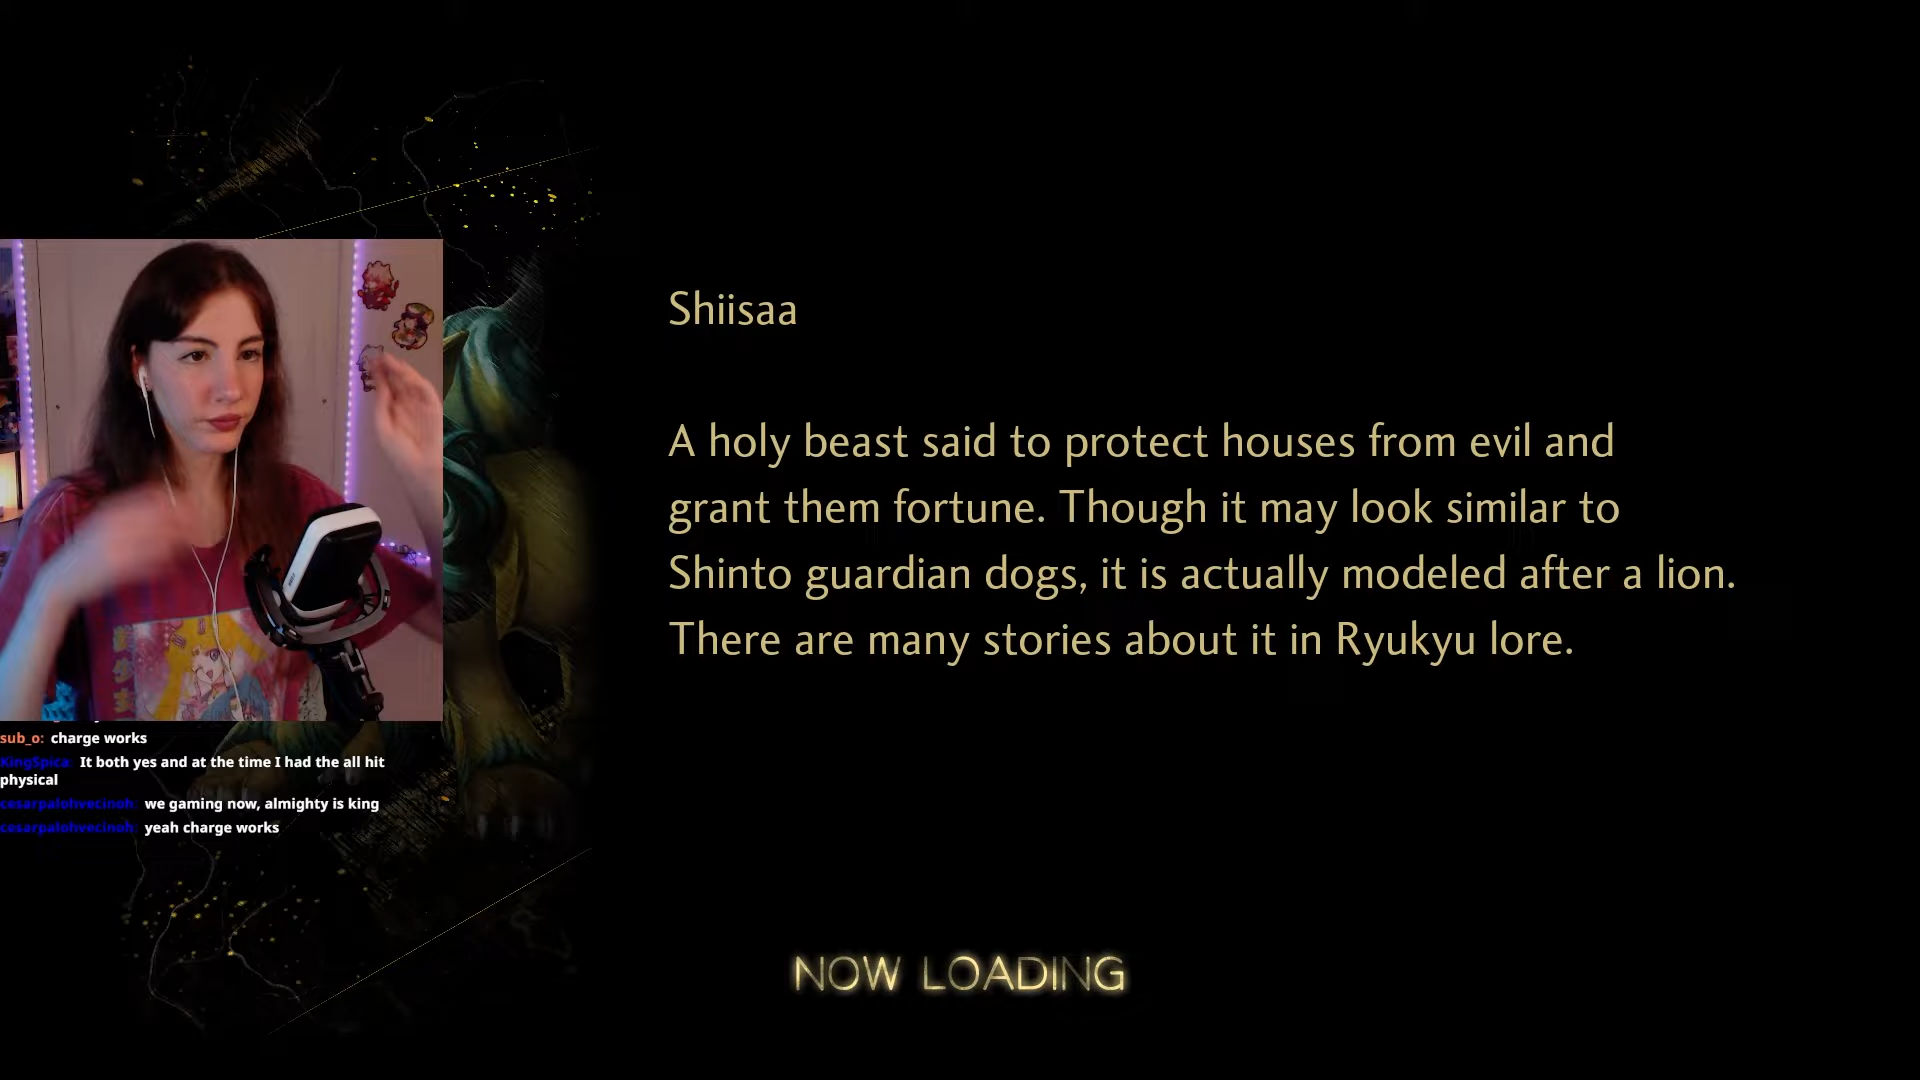 Shiisaa
A holy beast said to protect houses from evil and
grant them fortune. Though it may look similar to
Shinto guardian dogs, it is actually modeled after a lion.
There are many stories about it in Ryukyu lore.
sub_o: charge works
KingSpica: It both yes and at the time I had the all hit
physical
cesarpalohvecinoh: we gaming now, almighty is king
cesarpalohvecinoh: yeah charge works
NOW LOADING